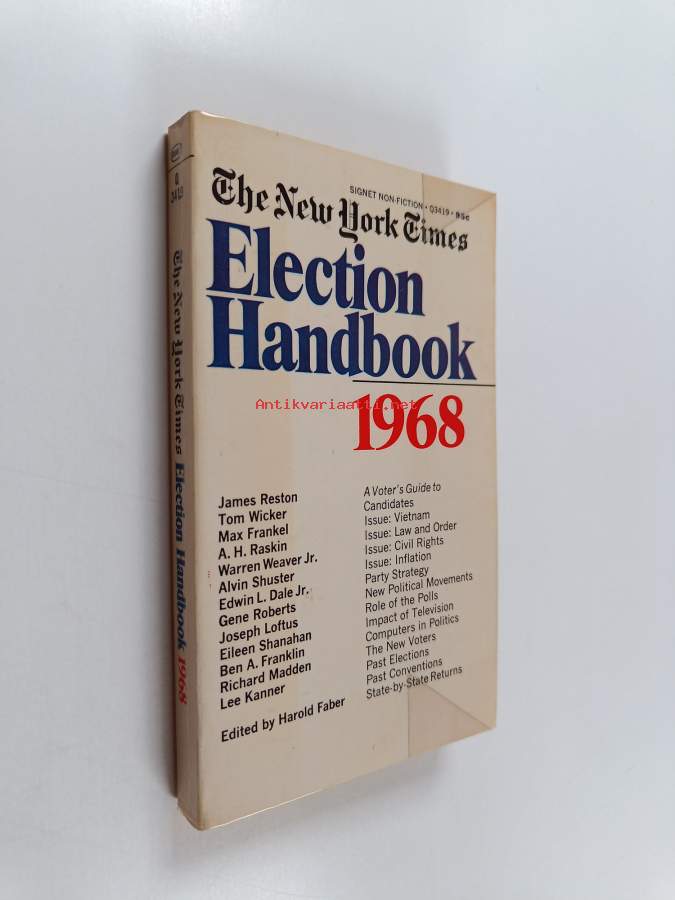 SIGNET NON-FICTION • Q3419 • 95c
The New York Times
Election
Handbook
1968
Antikvariaatti.net
James Reston
Tom Wicker
Max Frankel
A. H. Raskin
Warren Weaver Jr.
Alvin Shuster
Edwin L. Dale Jr.
Gene Roberts
Joseph Loftus
Eileen Shanahan
Ben A. Franklin
Richard Madden
Lee Kanner
Edited by Harold Faber
A Voter's Guide to
Candidates
Issue: Vietnam
Issue: Law and Order
Issue: Civil Rights
Issue: Inflation
Party Strategy
New Political Movements
Role of the Polls
Impact of Television
Computers in Politics
The New Voters
Past Elections
Past Conventions
State-by-State Returns
Q
3419
The New York Times Election Handbook 1968